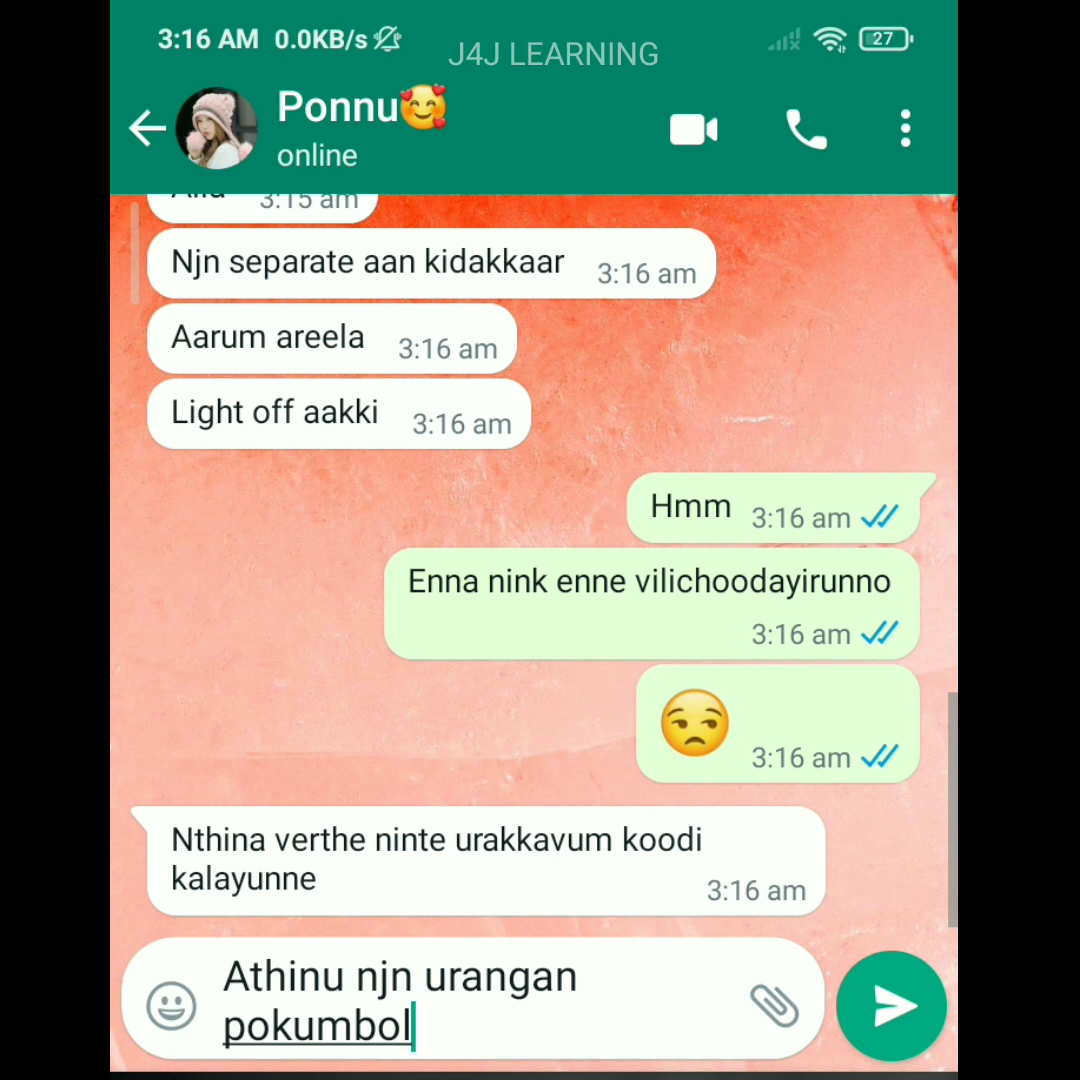 3:16 AM 0.0KB/s
27
J4J LEARNING
Ponnu
online
3:15 am
Njn separate aan kidakkaar 3:16 am
Aarum areela 3:16 am
Light off aakki 3:16 am
Hmm 3:16 am
Enna nink enne vilichoodayirunno
3:16 am
3:16 am
Nthina verthe ninte urakkavum koodi
kalayunne 3:16 am
Athinu njn urangan
pokumbol